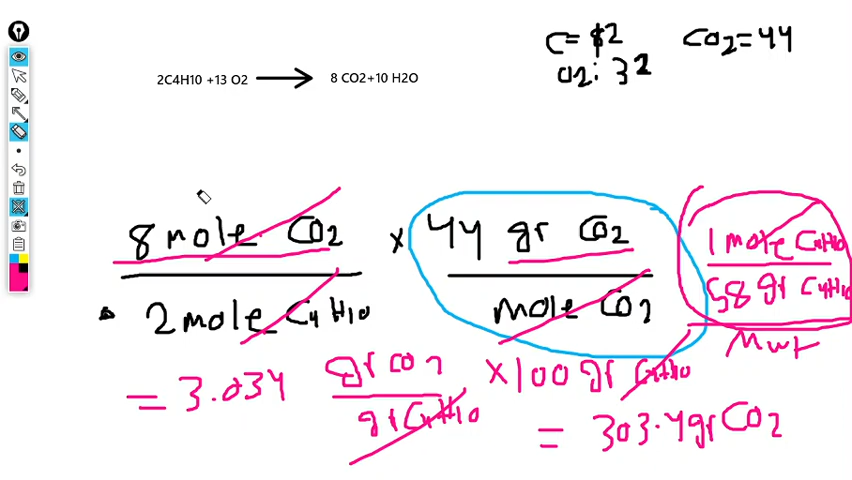 C=12 CO2=44
O2: 32
2C4H10 +13 O2 → 8 CO2+10 H2O
8 mole CO2 × 44 gr CO2 1 mole C4H10
2 mole C4H10 mole CO2 58 gr C4H10
Mwt
= 3.034 gr CO2 ×100 gr C4H10
gr C4H10
= 303.4 gr CO2